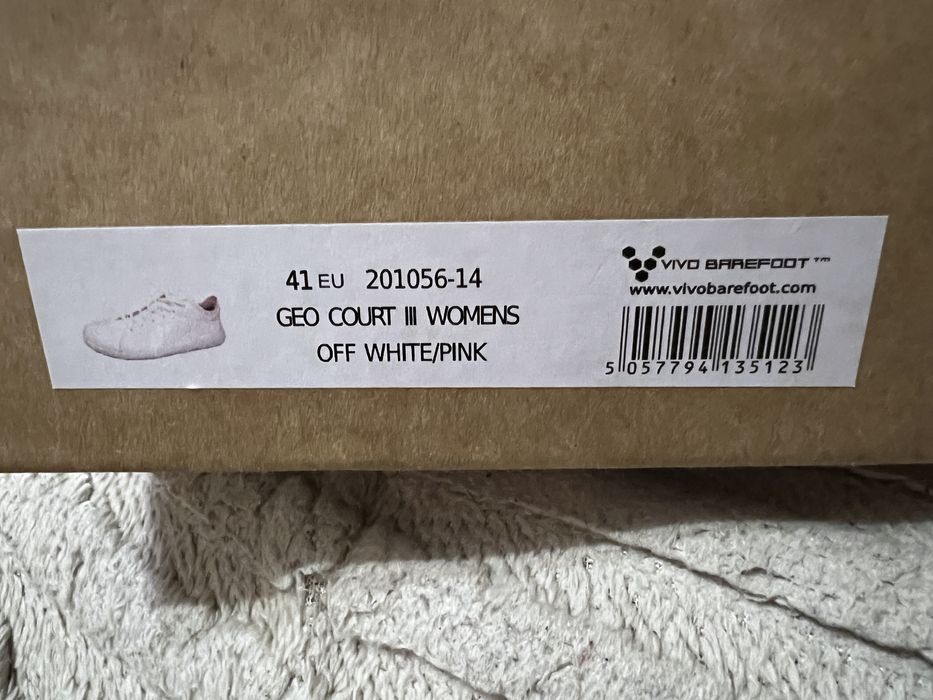 41 EU 201056-14
GEO COURT III WOMENS
OFF WHITE/PINK
VIVO BAREFOOT™
www.vivobarefoot.com
5 057794 135123